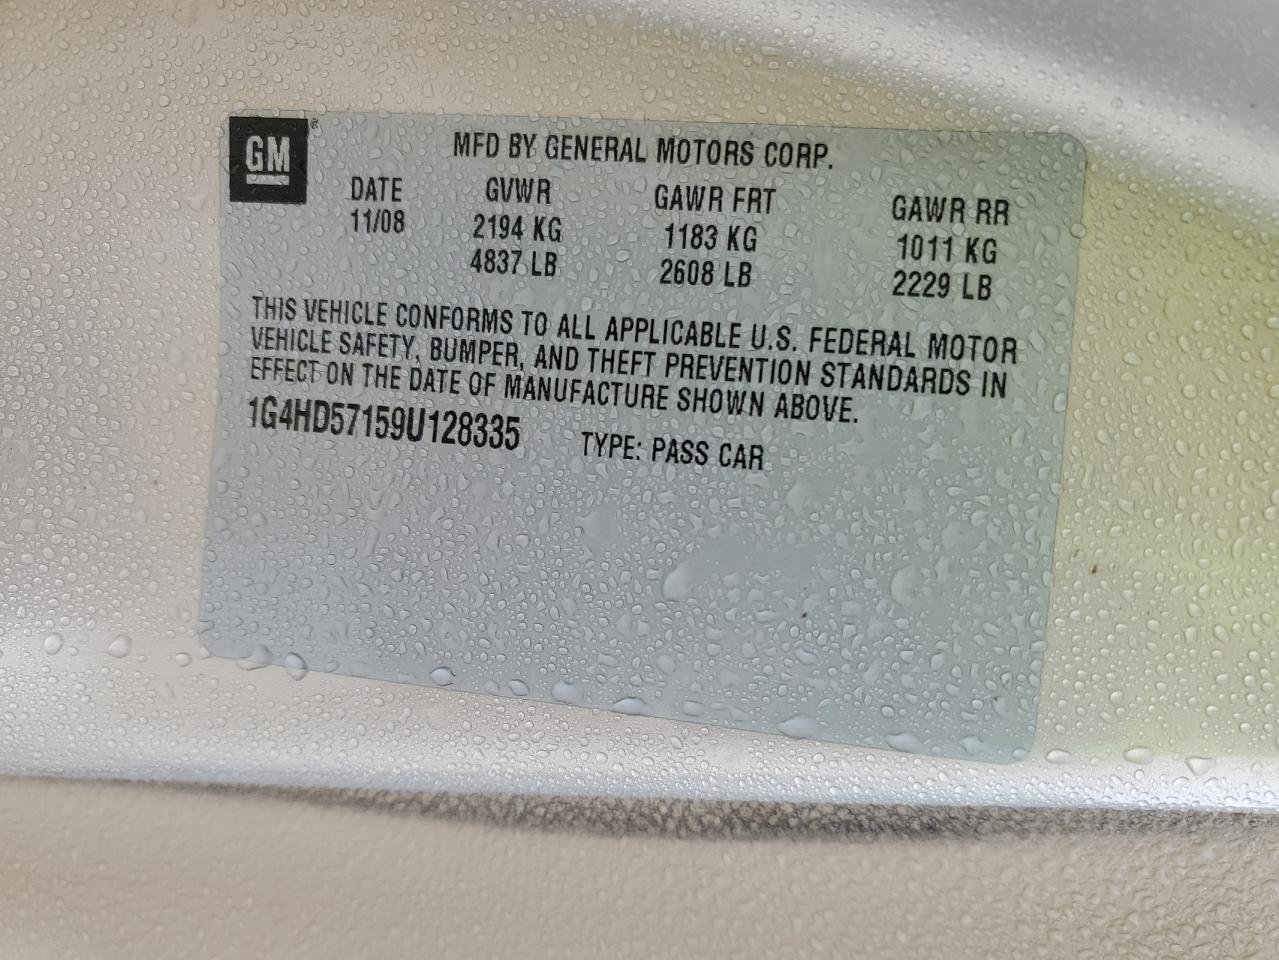 GM®
MFD BY GENERAL MOTORS CORP.
DATE GVWR GAWR FRT GAWR RR
11/08 2194 KG 1183 KG 1011 KG
4837 LB 2608 LB 2229 LB
THIS VEHICLE CONFORMS TO ALL APPLICABLE U.S. FEDERAL MOTOR
VEHICLE SAFETY, BUMPER, AND THEFT PREVENTION STANDARDS IN
EFFECT ON THE DATE OF MANUFACTURE SHOWN ABOVE.
1G4HD57159U128335 TYPE: PASS CAR